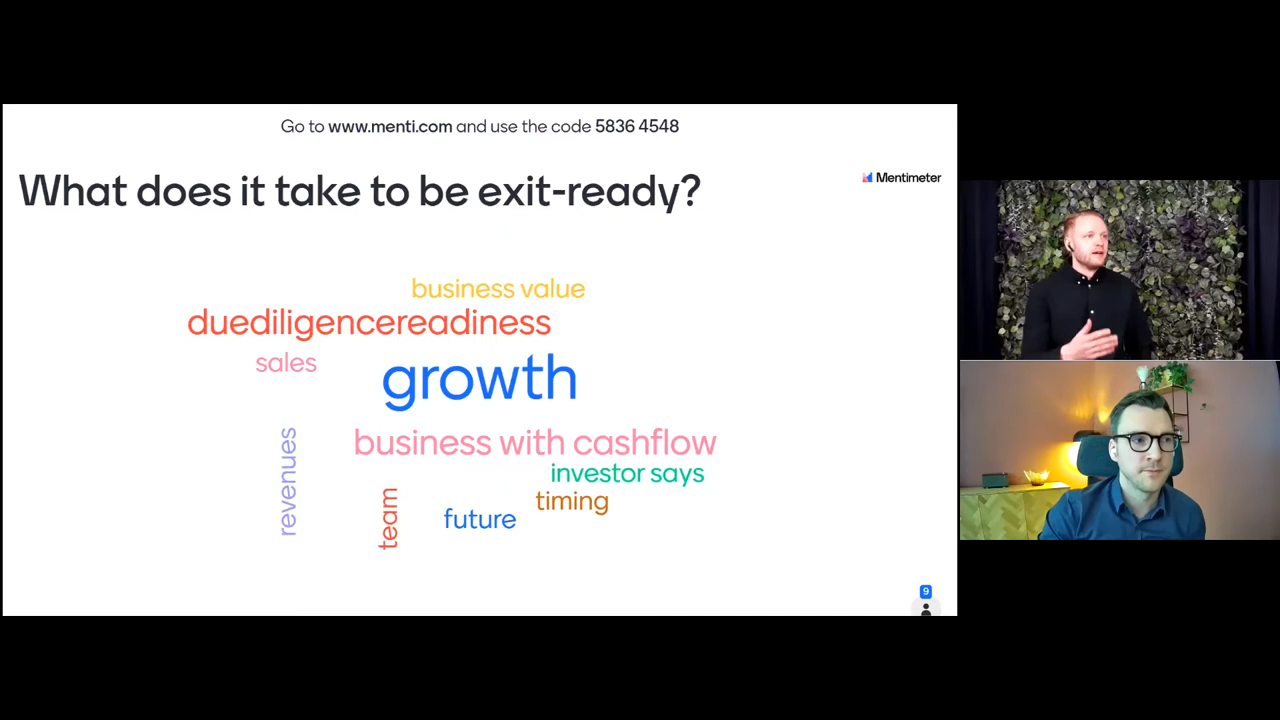 Go to www.menti.com and use the code 5836 4548
What does it take to be exit-ready?
Mentimeter
business value
duediligencereadiness
sales
growth
revenues
business with cashflow
investor says
team
timing
future
9